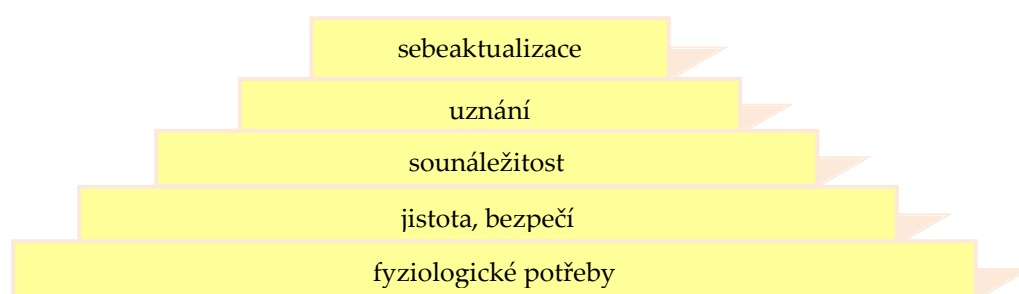 sebeaktualizace
uznání
sounáležitost
jistota, bezpečí
fyziologické potřeby